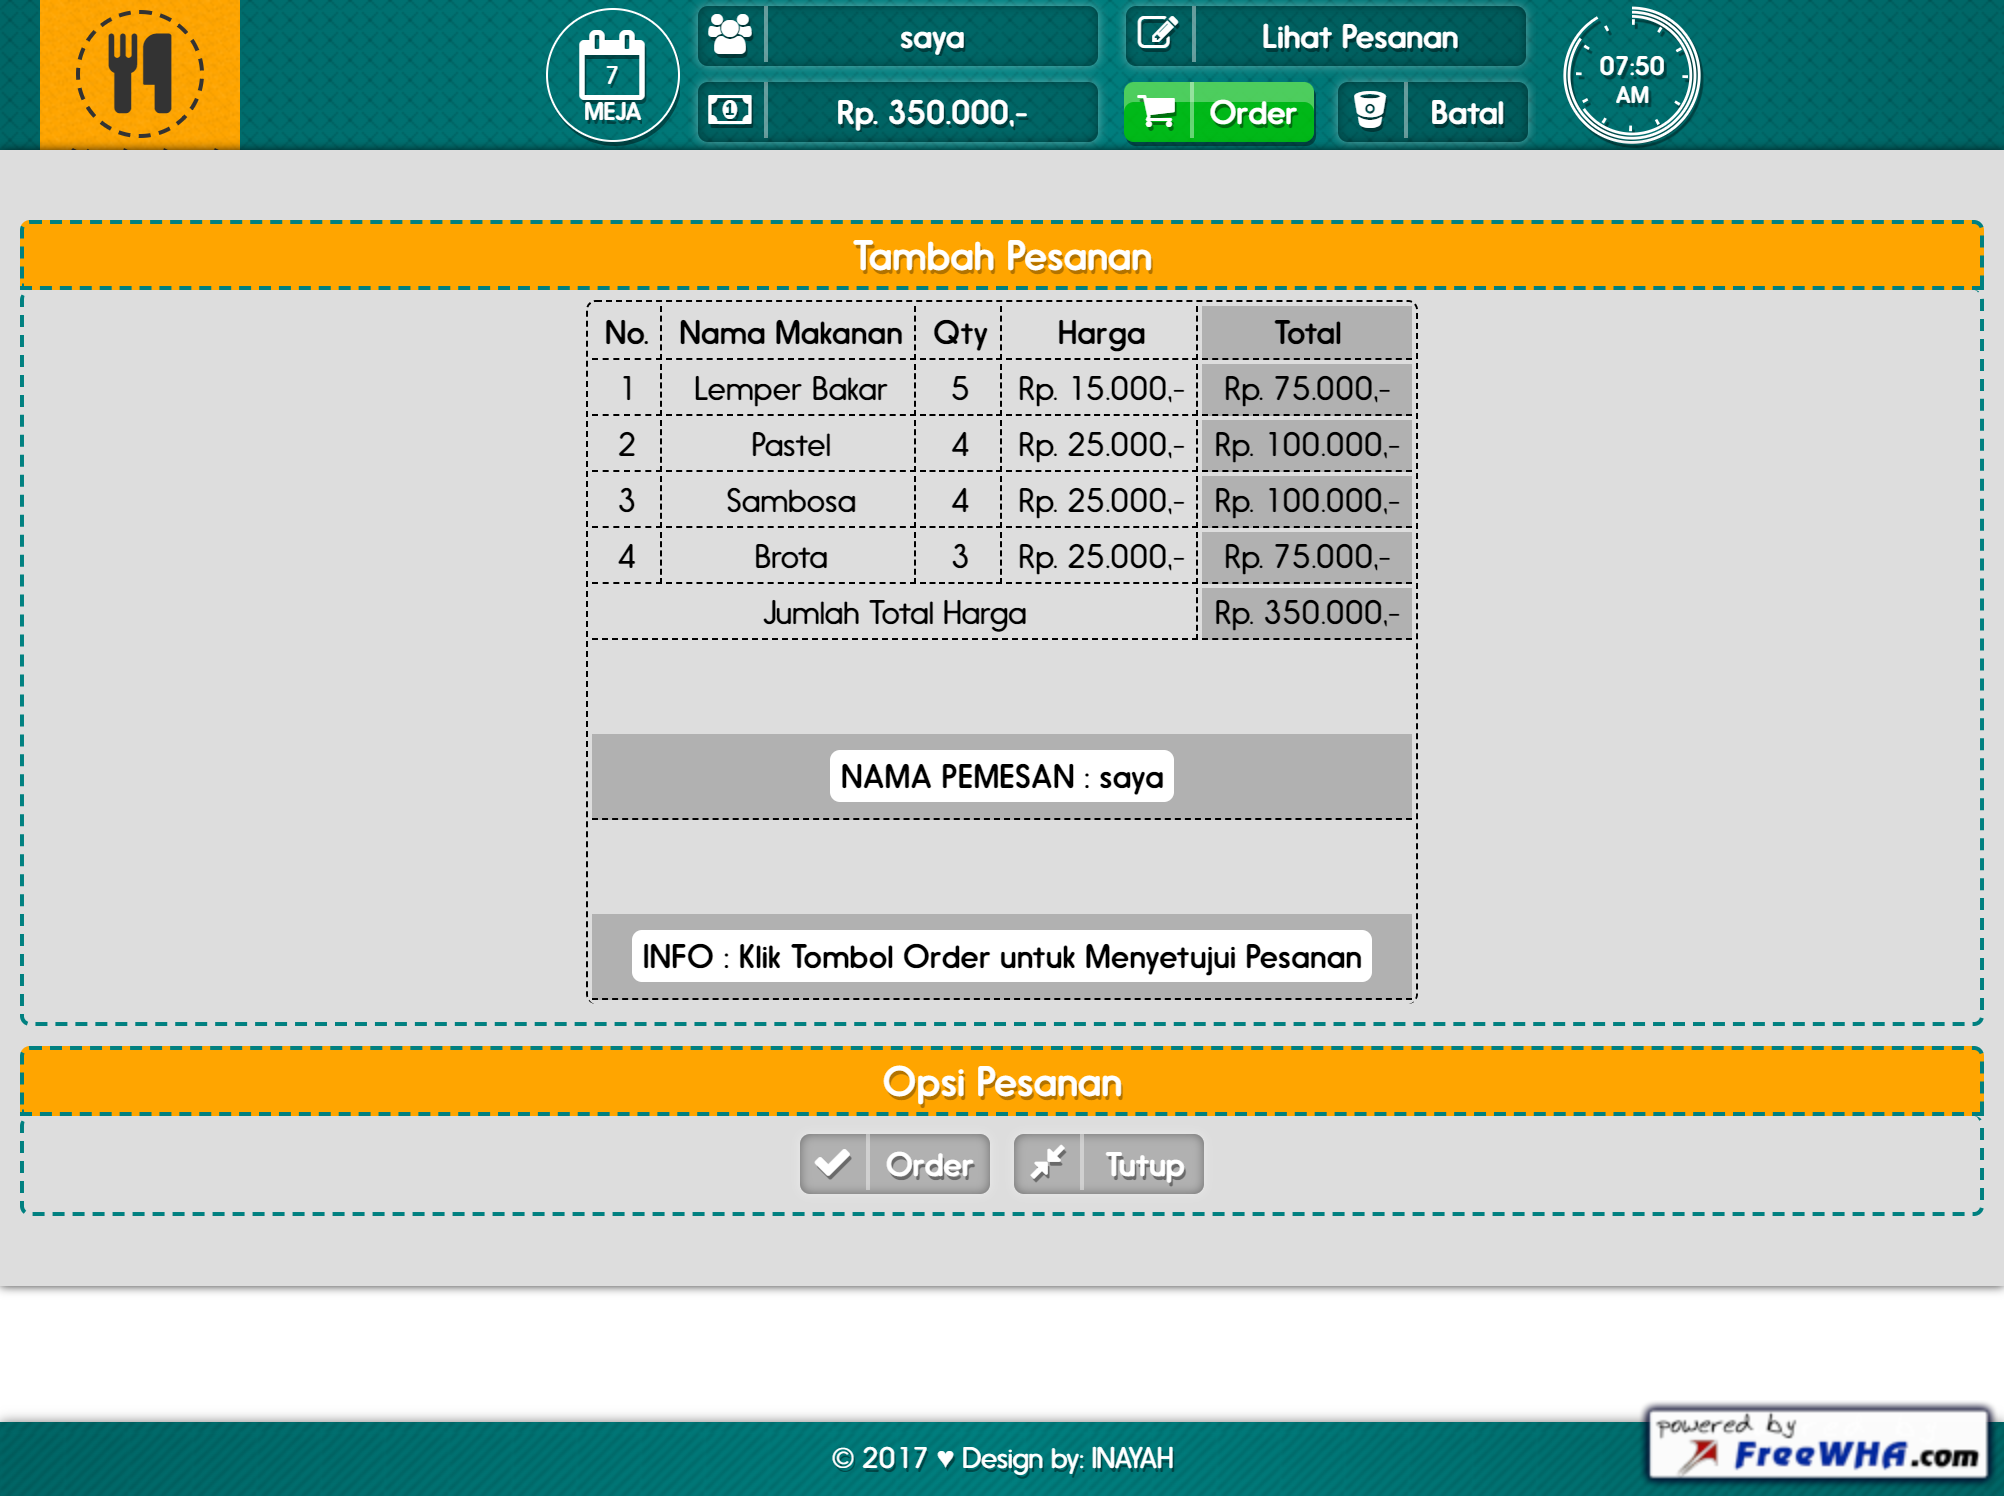 7
MEJA
saya
Rp. 350.000,-
Lihat Pesanan
Order
Batal
07:50
AM
Tambah Pesanan
No. Nama Makanan Qty Harga Total
1 Lemper Bakar 5 Rp. 15.000,- Rp. 75.000,-
2 Pastel 4 Rp. 25.000,- Rp. 100.000,-
3 Sambosa 4 Rp. 25.000,- Rp. 100.000,-
4 Brota 3 Rp. 25.000,- Rp. 75.000,-
Jumlah Total Harga Rp. 350.000,-
NAMA PEMESAN : saya
INFO : Klik Tombol Order untuk Menyetujui Pesanan
Opsi Pesanan
Order
Tutup
© 2017 ♥ Design by: INAYAH
powered by
FreeWHA.com